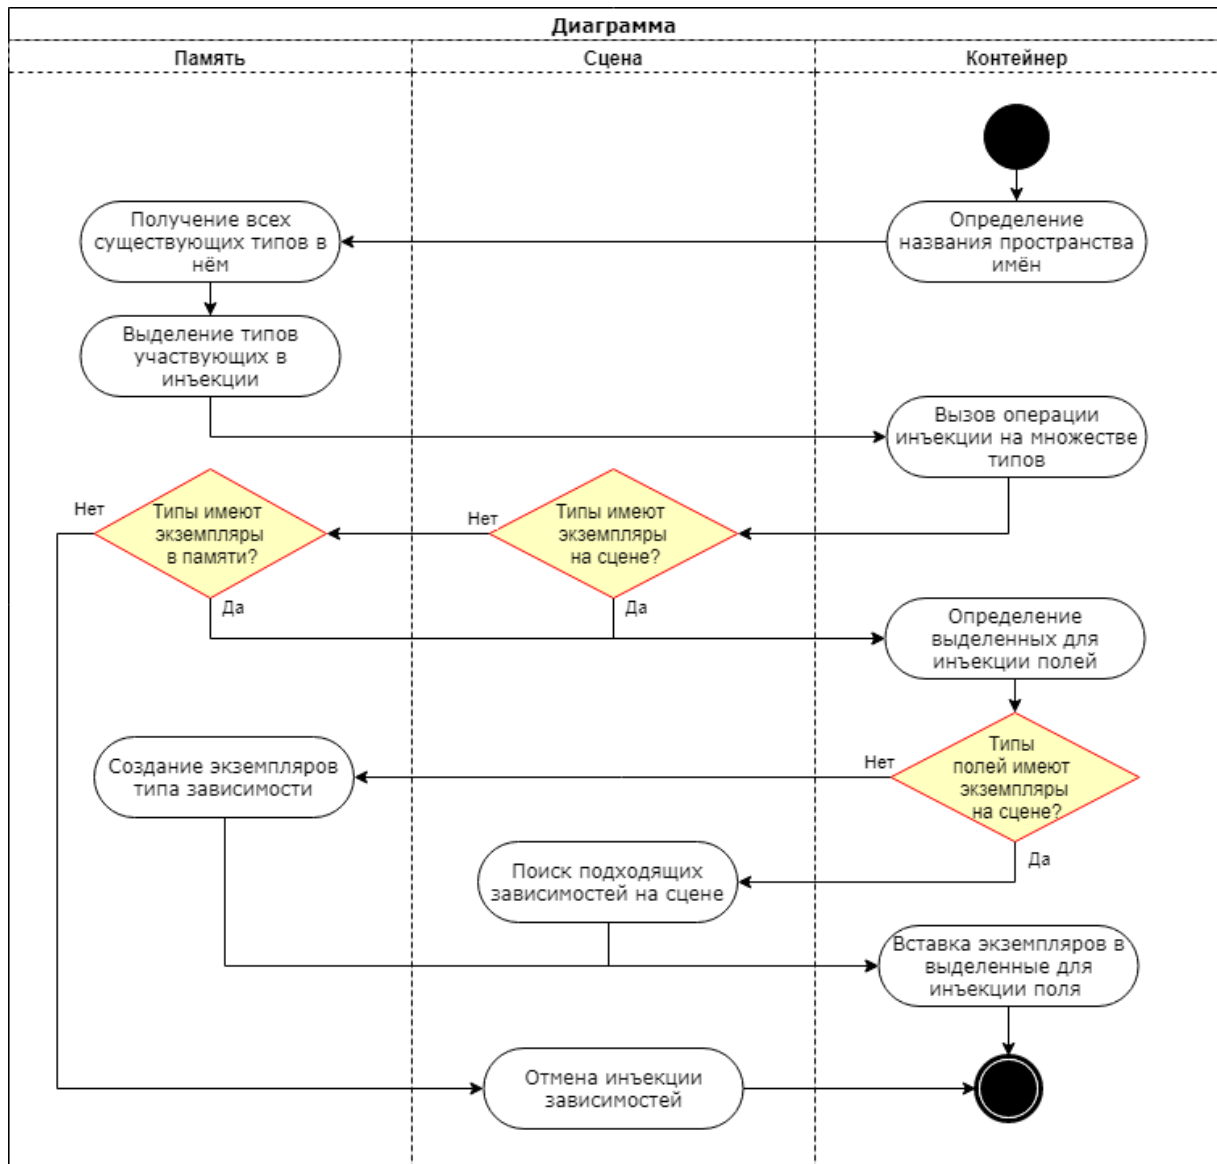 Диаграмма
Память
Сцена
Контейнер
Получение всех
существующих типов в
нём
Определение
названия пространства
имён
Выделение типов
участвующих в
инъекции
Вызов операции
инъекции на множестве
типов
Нет
Типы имеют
экземпляры
в памяти?
Да
Нет
Типы имеют
экземпляры
на сцене?
Да
Определение
выделенных для
инъекции полей
Нет
Типы
полей имеют
экземпляры
на сцене?
Да
Создание экземпляров
типа зависимости
Поиск подходящих
зависимостей на сцене
Вставка экземпляров в
выделенные для
инъекции поля
Отмена инъекции
зависимостей